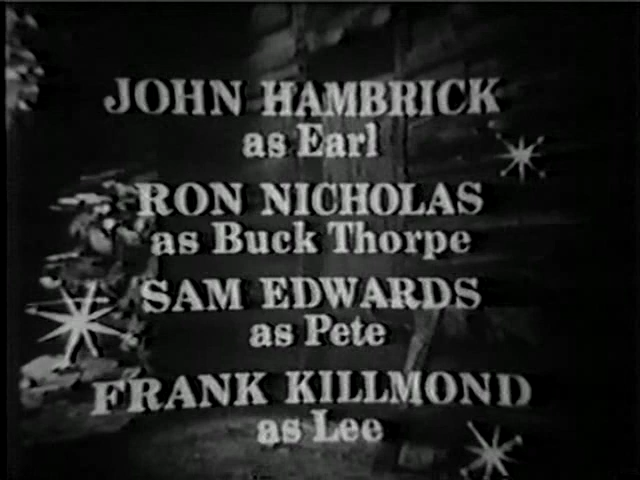 JOHN HAMBRICK
as Earl
RON NICHOLAS
as Buck Thorpe
SAM EDWARDS
as Pete
FRANK KILLMOND
as Lee